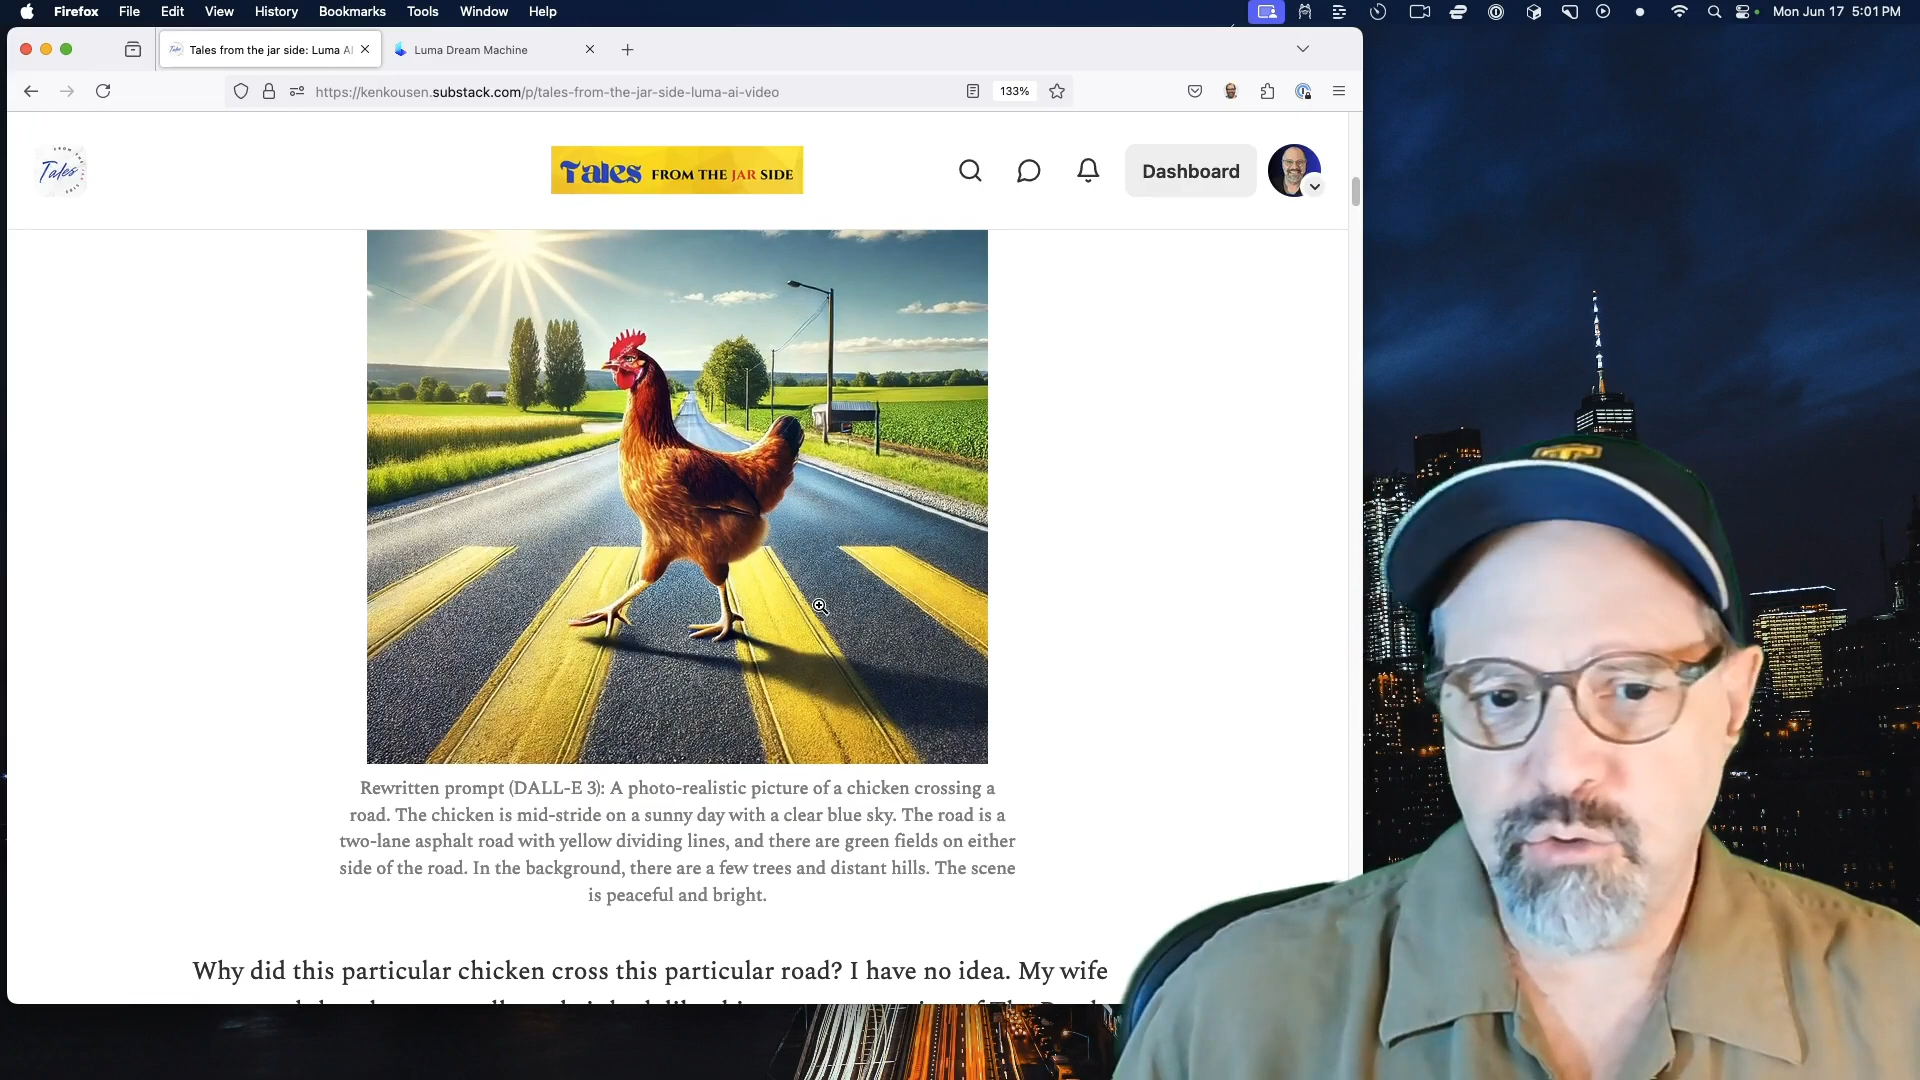 Firefox File Edit View History Bookmarks Tools Window Help Mon Jun 17 5:01 PM
Tales from the jar side: Luma AI Luma Dream Machine
https://kenkousen.substack.com/p/tales-from-the-jar-side-luma-ai-video 133%
Tales FROM THE JAR SIDE Dashboard
Tales
Rewritten prompt (DALL-E 3): A photo-realistic picture of a chicken crossing a
road. The chicken is mid-stride on a sunny day with a clear blue sky. The road is a
two-lane asphalt road with yellow dividing lines, and there are green fields on either
side of the road. In the background, there are a few trees and distant hills. The scene
is peaceful and bright.
Why did this particular chicken cross this particular road? I have no idea. My wife